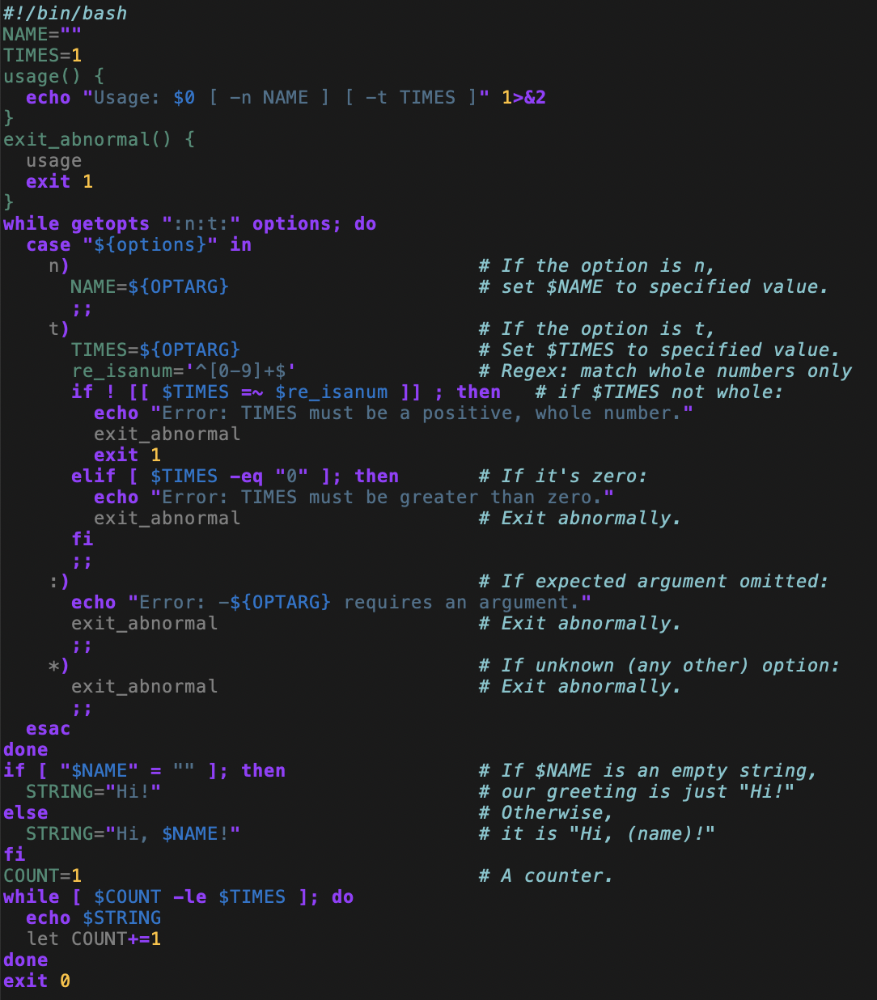 #!/bin/bash
NAME=""
TIMES=1
usage() {
  echo "Usage: $0 [ -n NAME ] [ -t TIMES ]" 1>&2
}
exit_abnormal() {
  usage
  exit 1
}
while getopts ":n:t:" options; do
  case "${options}" in
    n)                                    # If the option is n,
      NAME=${OPTARG}                      # set $NAME to specified value.
      ;;
    t)                                    # If the option is t,
      TIMES=${OPTARG}                     # Set $TIMES to specified value.
      re_isanum='^[0-9]+$'                # Regex: match whole numbers only
      if ! [[ $TIMES =~ $re_isanum ]] ; then   # if $TIMES not whole:
        echo "Error: TIMES must be a positive, whole number."
        exit_abnormal
        exit 1
      elif [ $TIMES -eq "0" ]; then       # If it's zero:
        echo "Error: TIMES must be greater than zero."
        exit_abnormal                     # Exit abnormally.
      fi
      ;;
    :)                                    # If expected argument omitted:
      echo "Error: -${OPTARG} requires an argument."
      exit_abnormal                       # Exit abnormally.
      ;;
    *)                                    # If unknown (any other) option:
      exit_abnormal                       # Exit abnormally.
      ;;
  esac
done
if [ "$NAME" = "" ]; then                 # If $NAME is an empty string,
  STRING="Hi!"                            # our greeting is just "Hi!"
else                                      # Otherwise,
  STRING="Hi, $NAME!"                     # it is "Hi, (name)!"
fi
COUNT=1                                   # A counter.
while [ $COUNT -le $TIMES ]; do
  echo $STRING
  let COUNT+=1
done
exit 0